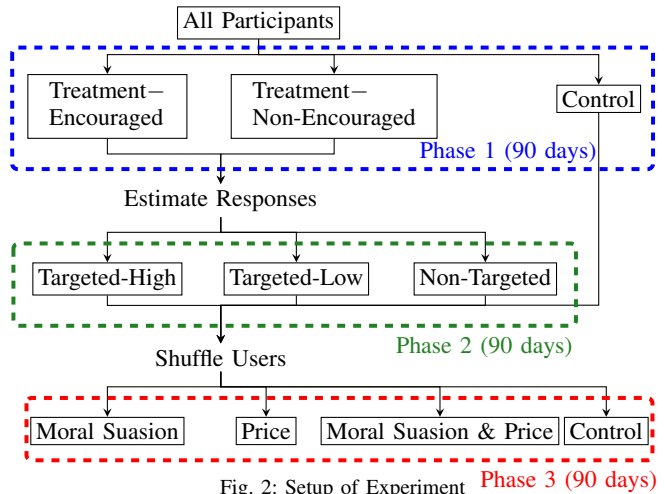 All Participants
Treatment−
Encouraged
Treatment−
Non-Encouraged
Control
Phase 1 (90 days)
Estimate Responses
Targeted-High
Targeted-Low
Non-Targeted
Phase 2 (90 days)
Shuffle Users
Moral Suasion
Price
Moral Suasion & Price
Control
Phase 3 (90 days)
Fig. 2: Setup of Experiment